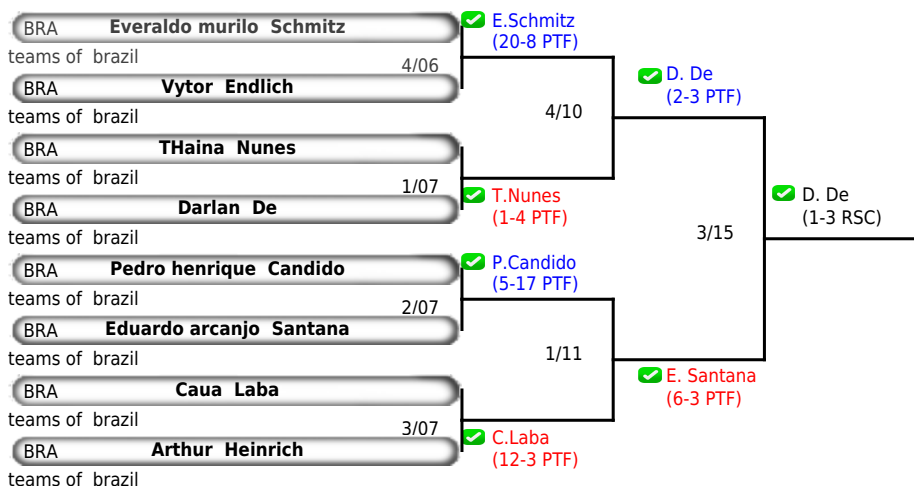 BRA Everaldo murilo Schmitz
teams of brazil
4/06
BRA Vytor Endlich
teams of brazil
E.Schmitz
(20-8 PTF)
BRA THaina Nunes
teams of brazil
1/07
BRA Darlan De
teams of brazil
T.Nunes
(1-4 PTF)
4/10
D. De
(2-3 PTF)
BRA Pedro henrique Candido
teams of brazil
2/07
BRA Eduardo arcanjo Santana
teams of brazil
P.Candido
(5-17 PTF)
BRA Caua Laba
teams of brazil
3/07
BRA Arthur Heinrich
teams of brazil
C.Laba
(12-3 PTF)
1/11
E. Santana
(6-3 PTF)
3/15
D. De
(1-3 RSC)